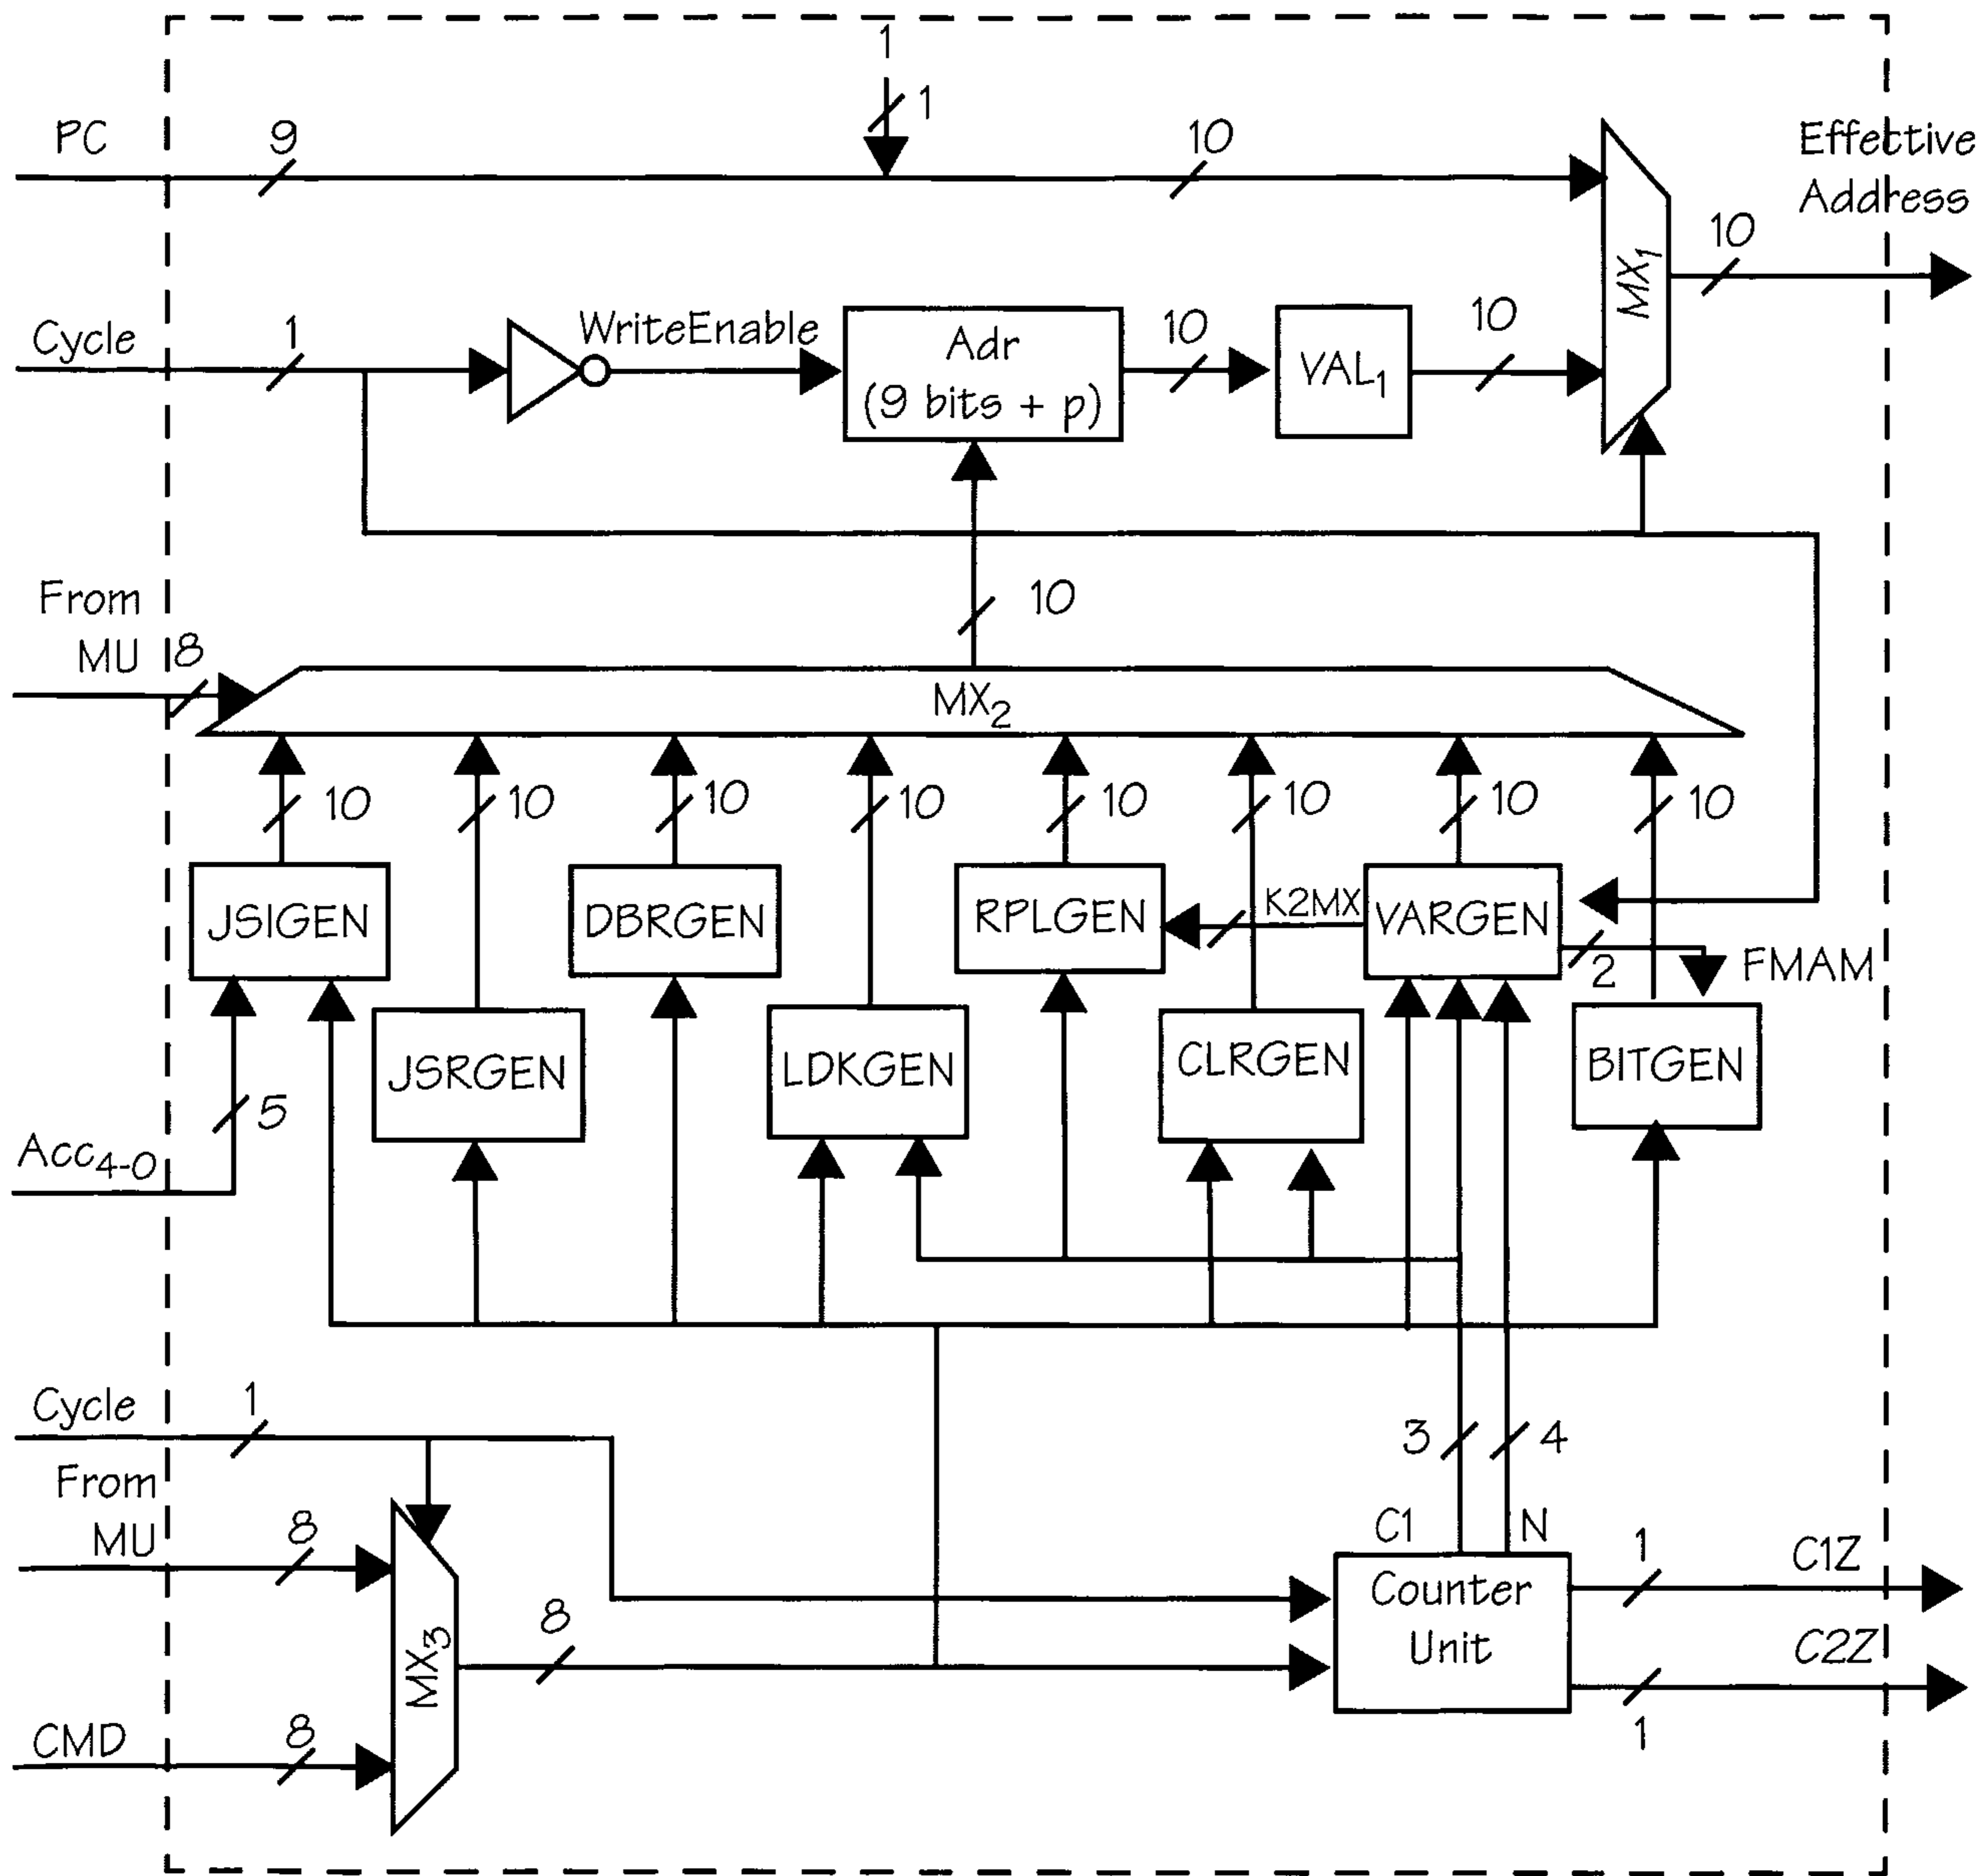 1
1
PC
9
10
Effective
Address
10
MX1
Cycle
1
WriteEnable
Adr
(9 bits + p)
10
VAL1
10
From
MU
8
10
MX2
10
10
10
10
10
10
10
10
JSIGEN
DBRGEN
RPLGEN
K2MX
VARGEN
2
FMAM
JSRGEN
LDKGEN
CLRGEN
BITGEN
5
Acc4-0
Cycle
1
3
4
From
MU
8
C1
N
Counter
Unit
1
C1Z
8
MX3
C2Z
1
CMD
8